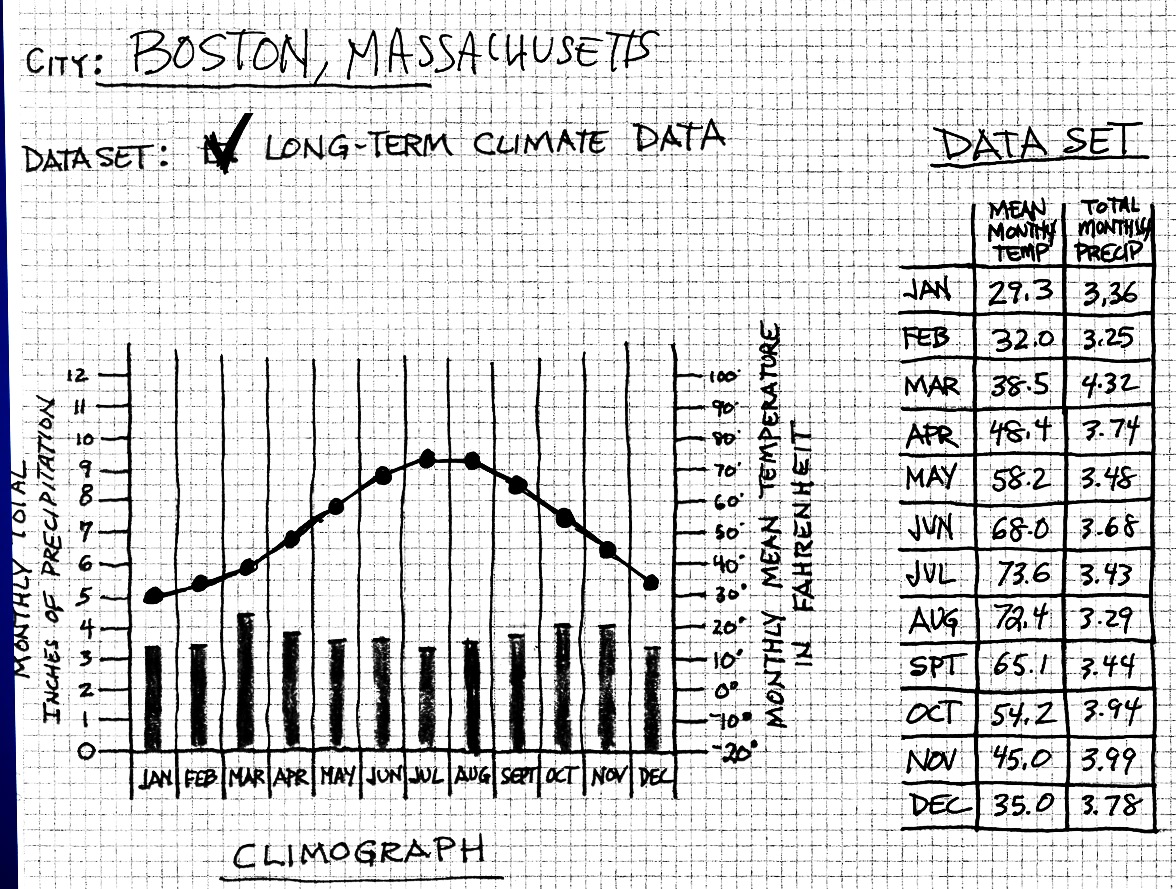 CITY: BOSTON, MASSACHUSETTS
DATA SET: LONG-TERM CLIMATE DATA
DATA SET
MEAN MONTHLY TEMP TOTAL MONTHLY PRECIP
JAN 29.3 3.36
FEB 32.0 3.25
MAR 38.5 4.32
APR 48.4 3.74
MAY 58.2 3.48
JUN 68.0 3.68
JUL 73.6 3.43
AUG 72.4 3.29
SPT 65.1 3.44
OCT 54.2 3.94
NOV 45.0 3.99
DEC 35.0 3.78
MONTHLY TOTAL
INCHES OF PRECIPITATION
12
11
10
9
8
7
6
5
4
3
2
1
0
100°
90°
80°
70°
60°
50°
40°
30°
20°
10°
0°
-10°
-20°
MONTHLY MEAN TEMPERATURE
IN FAHRENHEIT
JAN FEB MAR APR MAY JUN JUL AUG SEPT OCT NOV DEC
CLIMOGRAPH